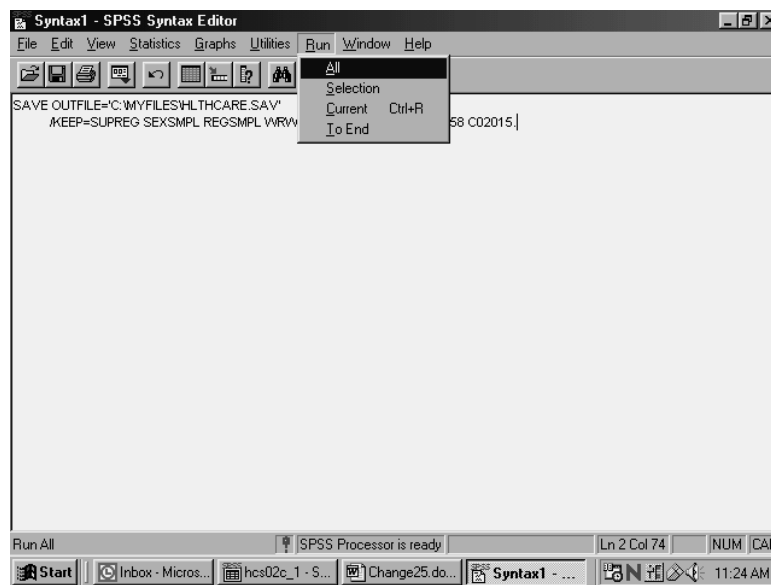 Syntax1 - SPSS Syntax Editor
File Edit View Statistics Graphs Utilities Run Window Help
All
Selection
Current Ctrl+R
To End
SAVE OUTFILE='C:\MYFILES\HLTHCARE.SAV'
/KEEP=SUPREG SEXSMPL REGSMPL 58 C02015.
Run All SPSS Processor is ready Ln 2 Col 74 NUM
Start Inbox - Micros... hcs02c_1 - S... Change25.do... Syntax1 - ... 11:24 AM